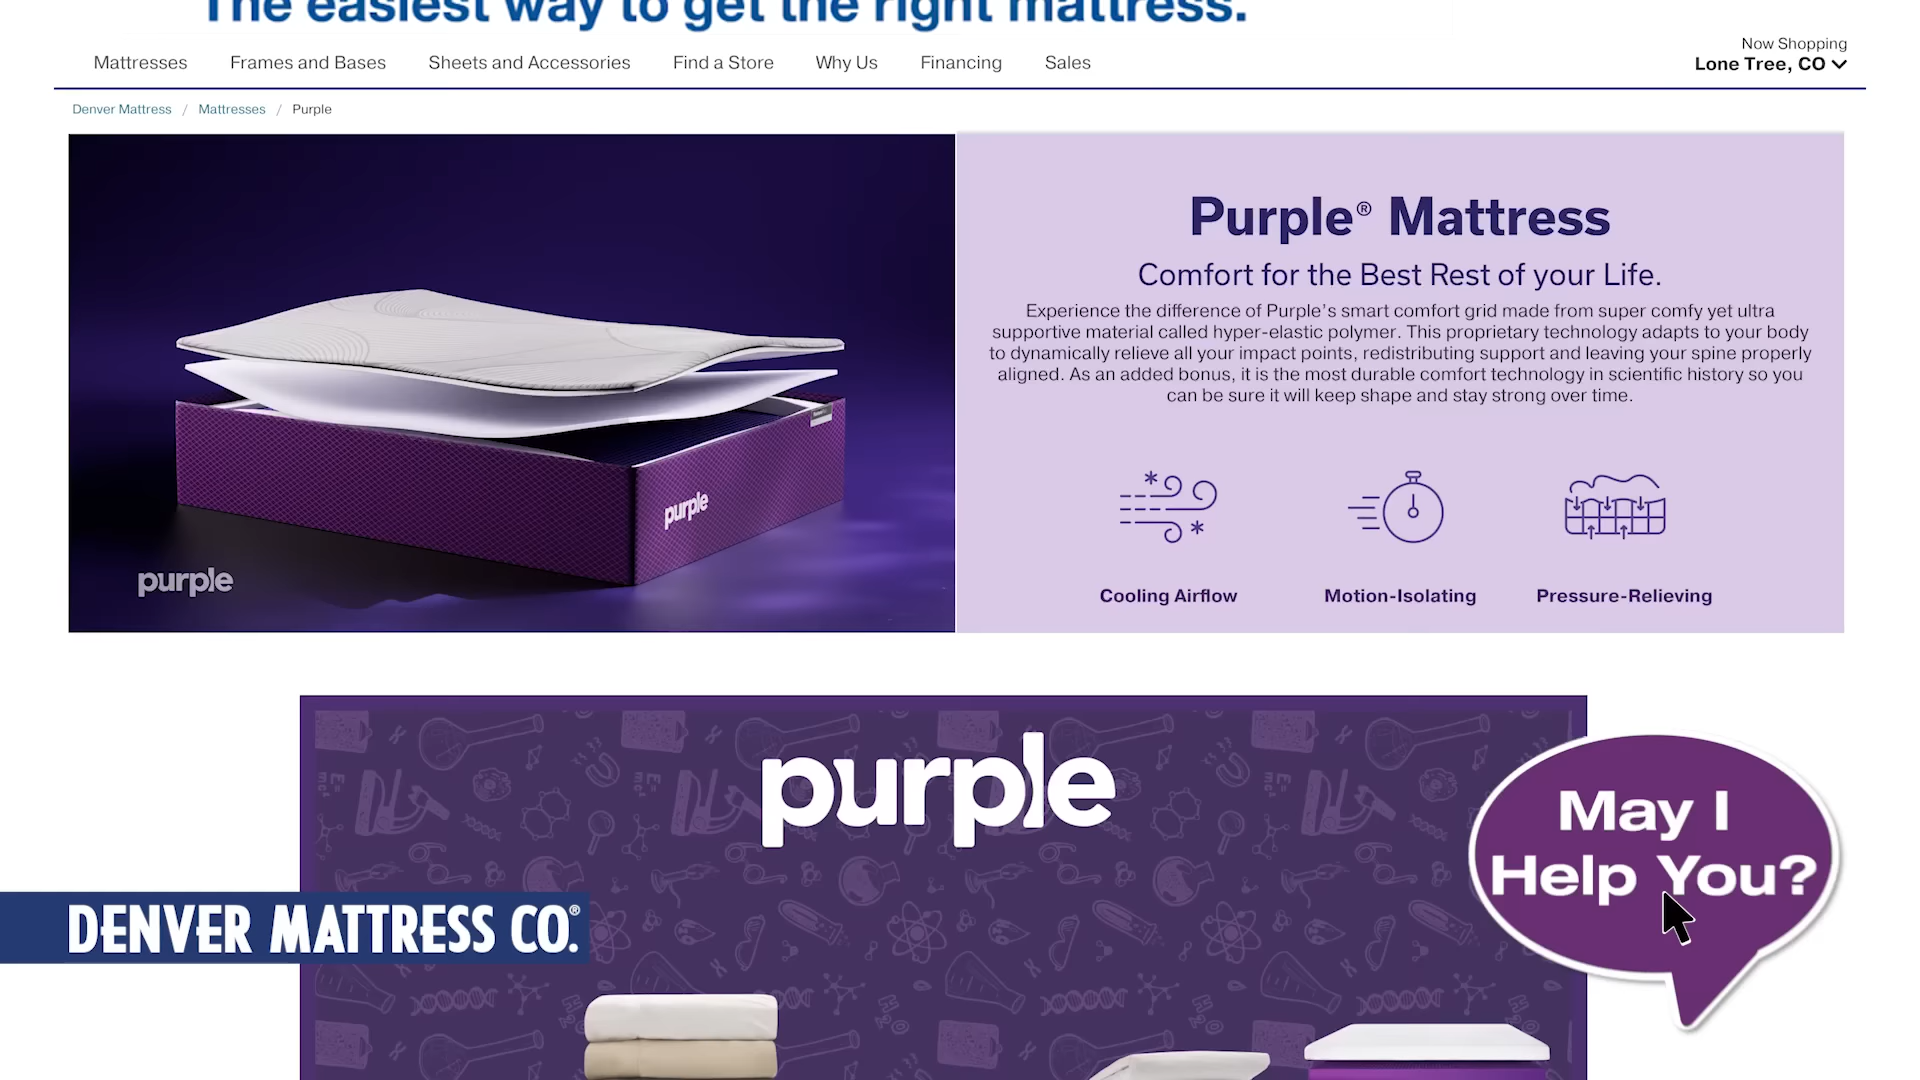 The easiest way to get the right mattress.
Mattresses Frames and Bases Sheets and Accessories Find a Store Why Us Financing Sales
Now Shopping
Lone Tree, CO
Denver Mattress / Mattresses / Purple
purple
purple
Purple® Mattress
Comfort for the Best Rest of your Life.
Experience the difference of Purple's smart comfort grid made from super comfy yet ultra
supportive material called hyper-elastic polymer. This proprietary technology adapts to your body
to dynamically relieve all your impact points, redistributing support and leaving your spine properly
aligned. As an added bonus, it is the most durable comfort technology in scientific history so you
can be sure it will keep shape and stay strong over time.
Cooling Airflow Motion-Isolating Pressure-Relieving
purple
May I
Help You?
DENVER MATTRESS CO.®